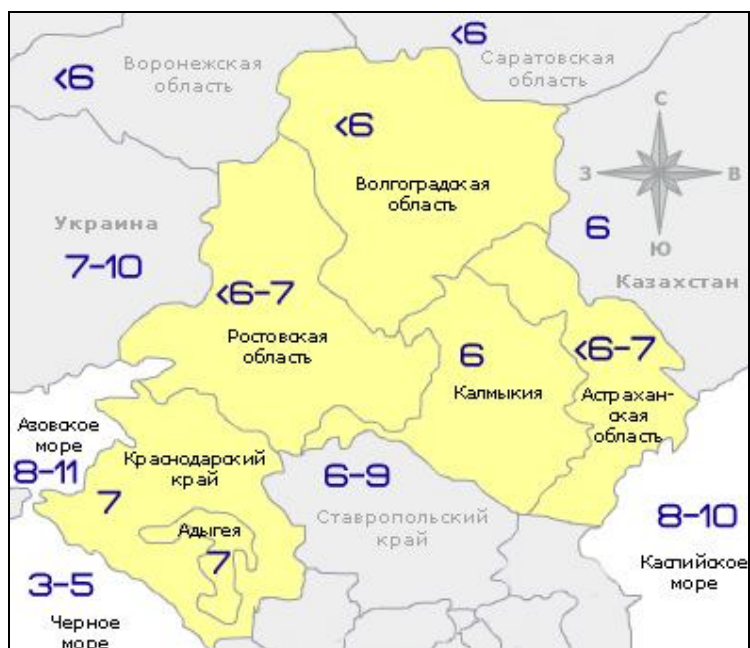 <6
Воронежская
область
<6
Саратовская
область
<6
Волгоградская
область
С
З
В
Ю
Украина
7-10
6
Казахстан
<6-7
Ростовская
область
6
Калмыкия
<6-7
Астрахан-
ская
область
Азовское
море
8-11
Краснодарский
край
7
Адыгея
7
6-9
Ставропольский
край
8-10
Каспийское
море
3-5
Черное
море